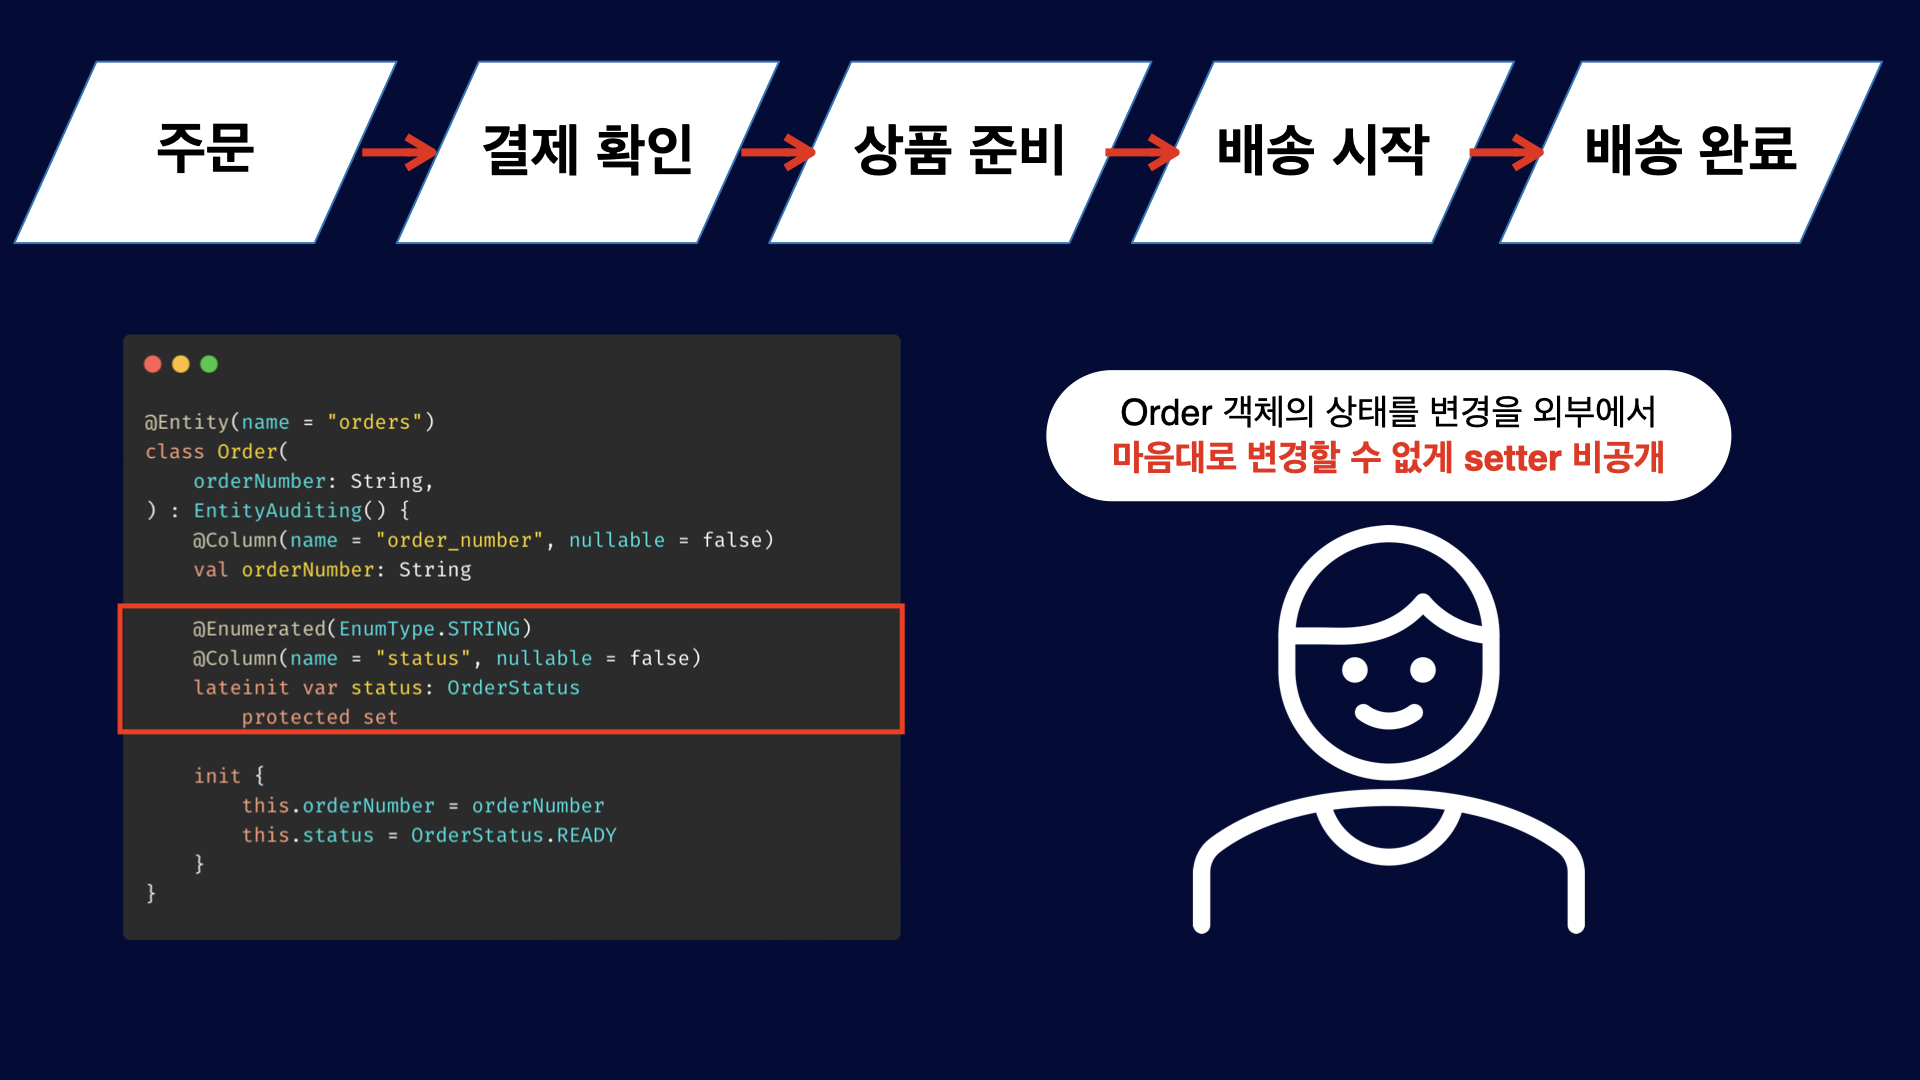 주문
결제 확인
상품 준비
배송 시작
배송 완료
@Entity(name = "orders")
class Order(
    orderNumber: String,
) : EntityAuditing() {
    @Column(name = "order_number", nullable = false)
    val orderNumber: String
    @Enumerated(EnumType.STRING)
    @Column(name = "status", nullable = false)
    lateinit var status: OrderStatus
        protected set
    init {
        this.orderNumber = orderNumber
        this.status = OrderStatus.READY
    }
}
Order 객체의 상태를 변경을 외부에서
마음대로 변경할 수 없게 setter 비공개